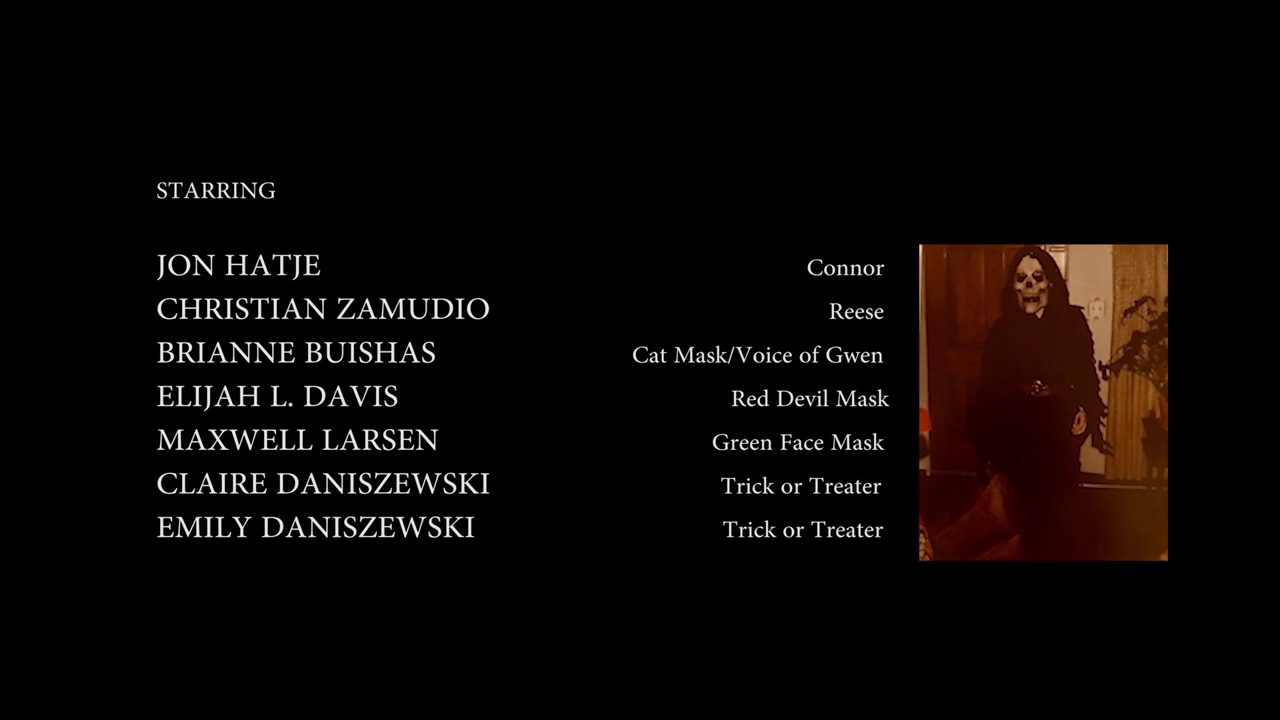 STARRING
JON HATJE Connor
CHRISTIAN ZAMUDIO Reese
BRIANNE BUISHAS Cat Mask/Voice of Gwen
ELIJAH L. DAVIS Red Devil Mask
MAXWELL LARSEN Green Face Mask
CLAIRE DANISZEWSKI Trick or Treater
EMILY DANISZEWSKI Trick or Treater